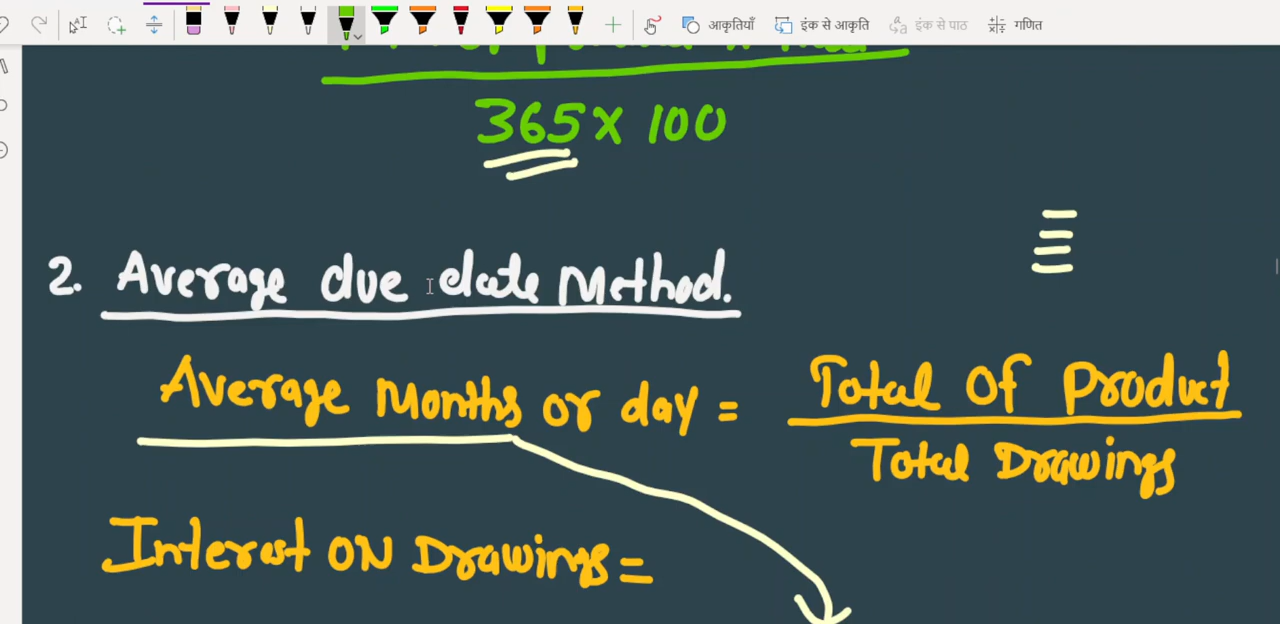 आकृतियाँ इंक से आकृति इंक से पाठ गणित
365 × 100
2. Average due date Method.
Average Months or day = Total Of Product
Total Drawings
Interest ON Drawings =